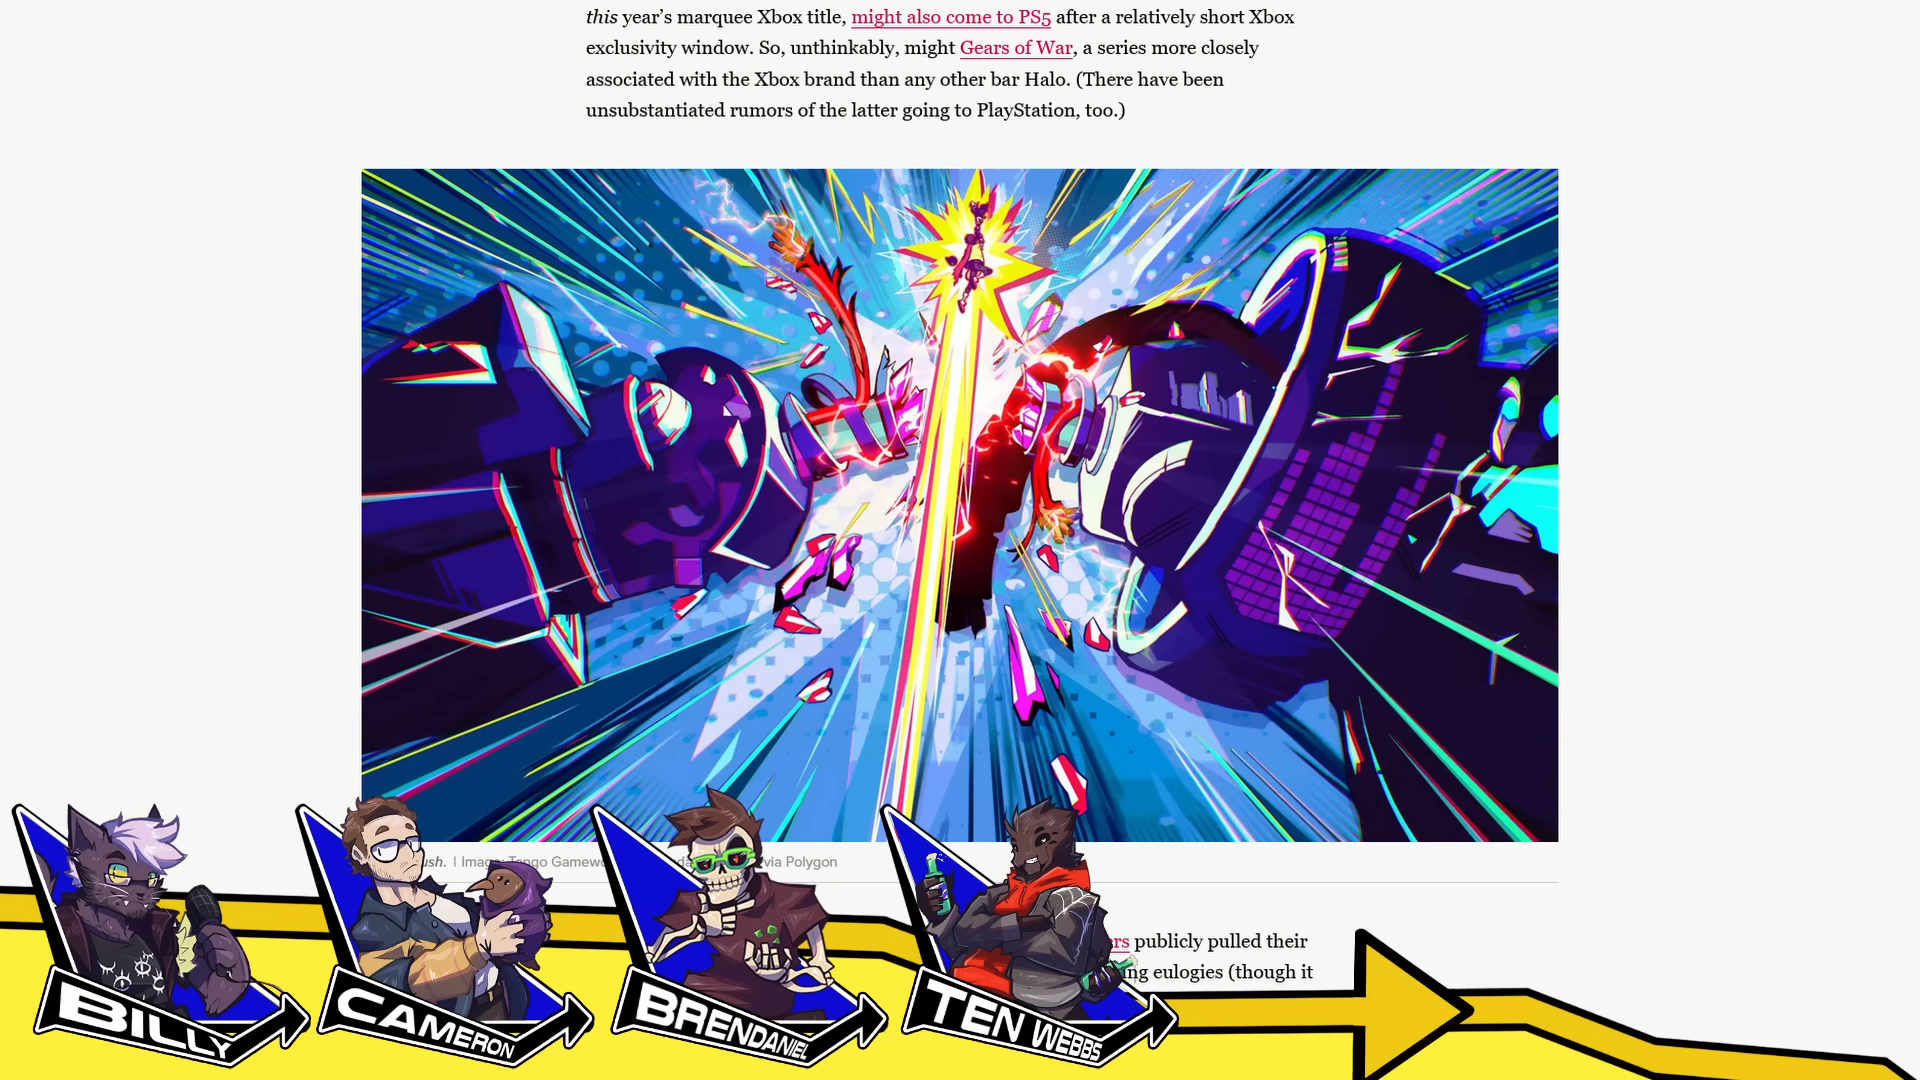 this year’s marquee Xbox title, might also come to PS5 after a relatively short Xbox
exclusivity window. So, unthinkably, might Gears of War, a series more closely
associated with the Xbox brand than any other bar Halo. (There have been
unsubstantiated rumors of the latter going to PlayStation, too.)
| Image: Tango via Polygon
publicly pulled their
eulogies (though it
BILLY
CAMERON
BRENDANIEL
TEN WEBBS